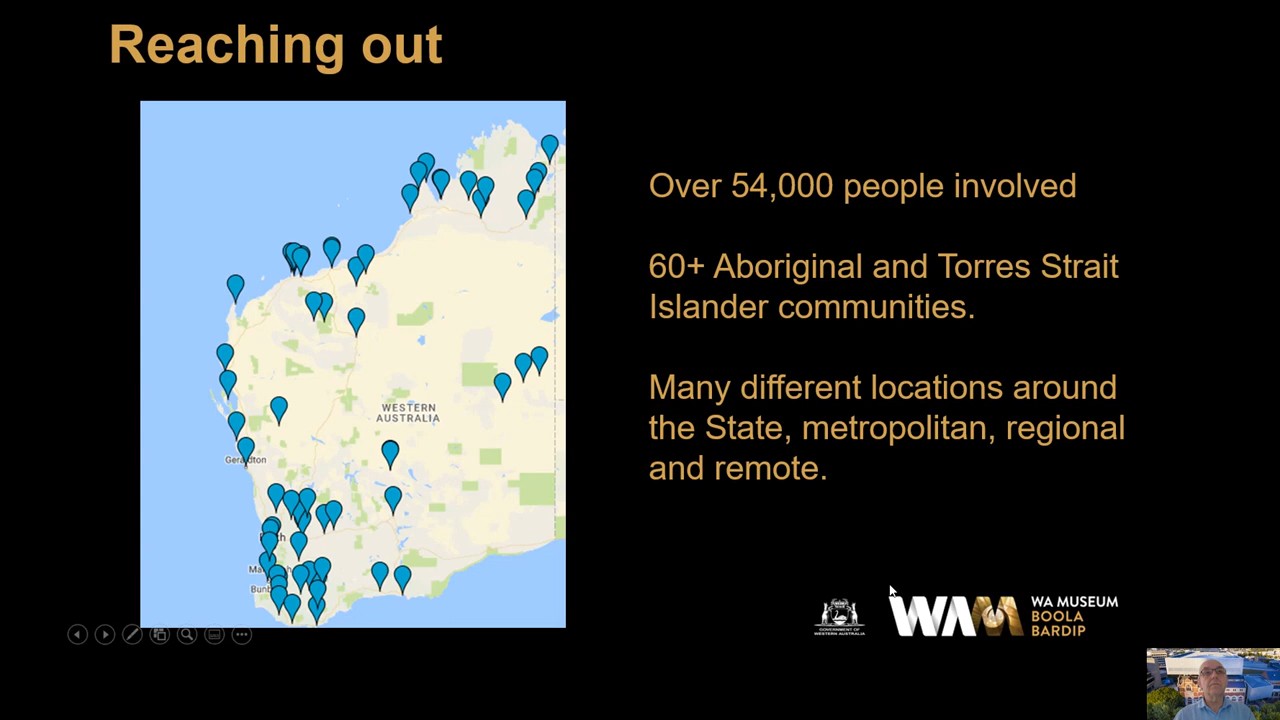 Reaching out
Over 54,000 people involved
60+ Aboriginal and Torres Strait
Islander communities.
Many different locations around
the State, metropolitan, regional
and remote.
WESTERN
AUSTRALIA
GOVERNMENT OF
WESTERN AUSTRALIA
WAM
WA MUSEUM
BOOLA
BARDIP